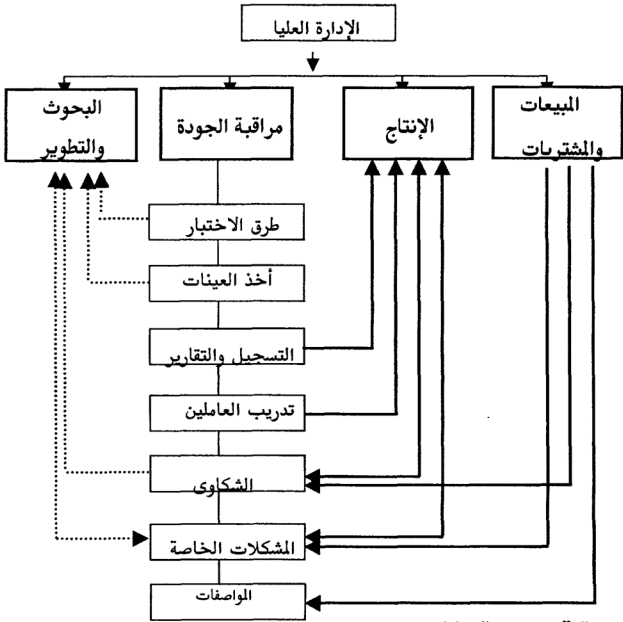 الإدارة العليا
البحوث
والتطوير
مراقبة الجودة
الإنتاج
المبيعات
والمشتريات
طرق الاختبار
أخذ العينات
التسجيل والتقارير
تدريب العاملين
الشكاوى
المشكلات الخاصة
المواصفات